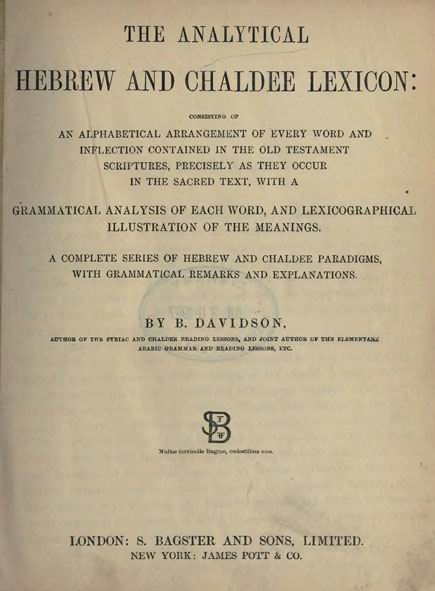 THE ANALYTICAL
HEBREW AND CHALDEE LEXICON:
CONSISTING OF
AN ALPHABETICAL ARRANGEMENT OF EVERY WORD AND
INFLECTION CONTAINED IN THE OLD TESTAMENT
SCRIPTURES, PRECISELY AS THEY OCCUR
IN THE SACRED TEXT, WITH A
GRAMMATICAL ANALYSIS OF EACH WORD, AND LEXICOGRAPHICAL
ILLUSTRATION OF THE MEANINGS.
A COMPLETE SERIES OF HEBREW AND CHALDEE PARADIGMS,
WITH GRAMMATICAL REMARKS AND EXPLANATIONS.
BY B. DAVIDSON,
AUTHOR OF THE SYRIAC AND CHALDEE READING LESSONS, AND JOINT AUTHOR OF THE ELEMENTARY
ARABIC GRAMMAR AND READING LESSONS, ETC.
Multæ terricolis linguæ, cœlestibus una.
LONDON: S. BAGSTER AND SONS, LIMITED.
NEW YORK: JAMES POTT & CO.